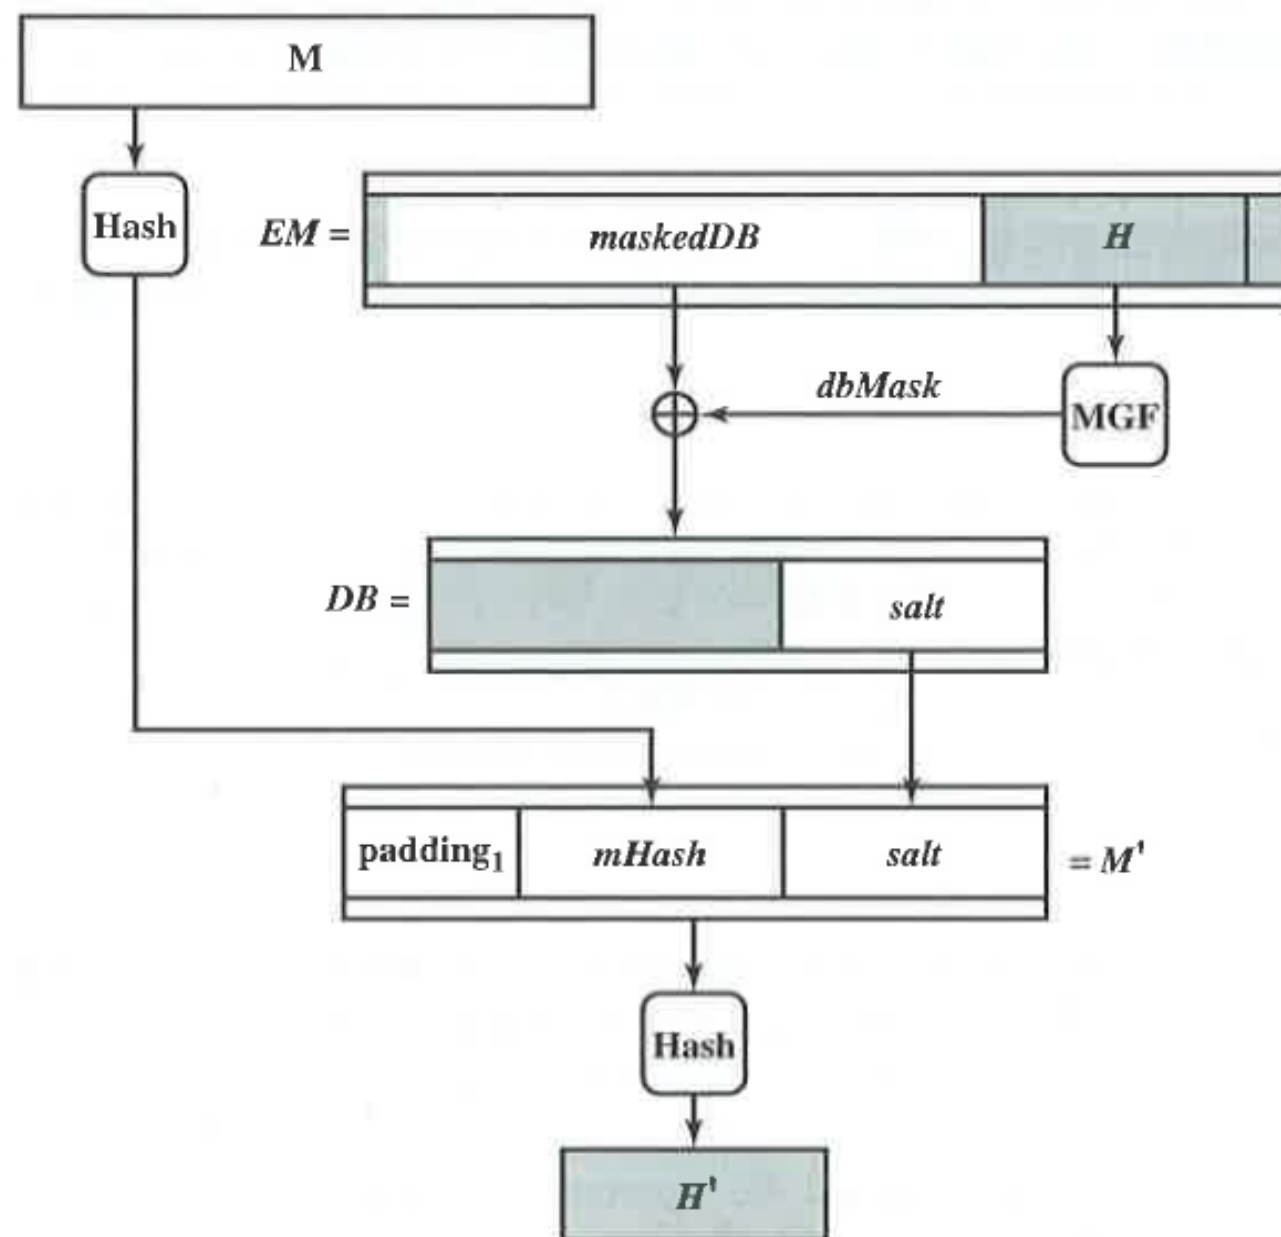 M
Hash
EM =
maskedDB
H
dbMask
MGF
DB =
salt
padding₁
mHash
salt
= M'
Hash
H'